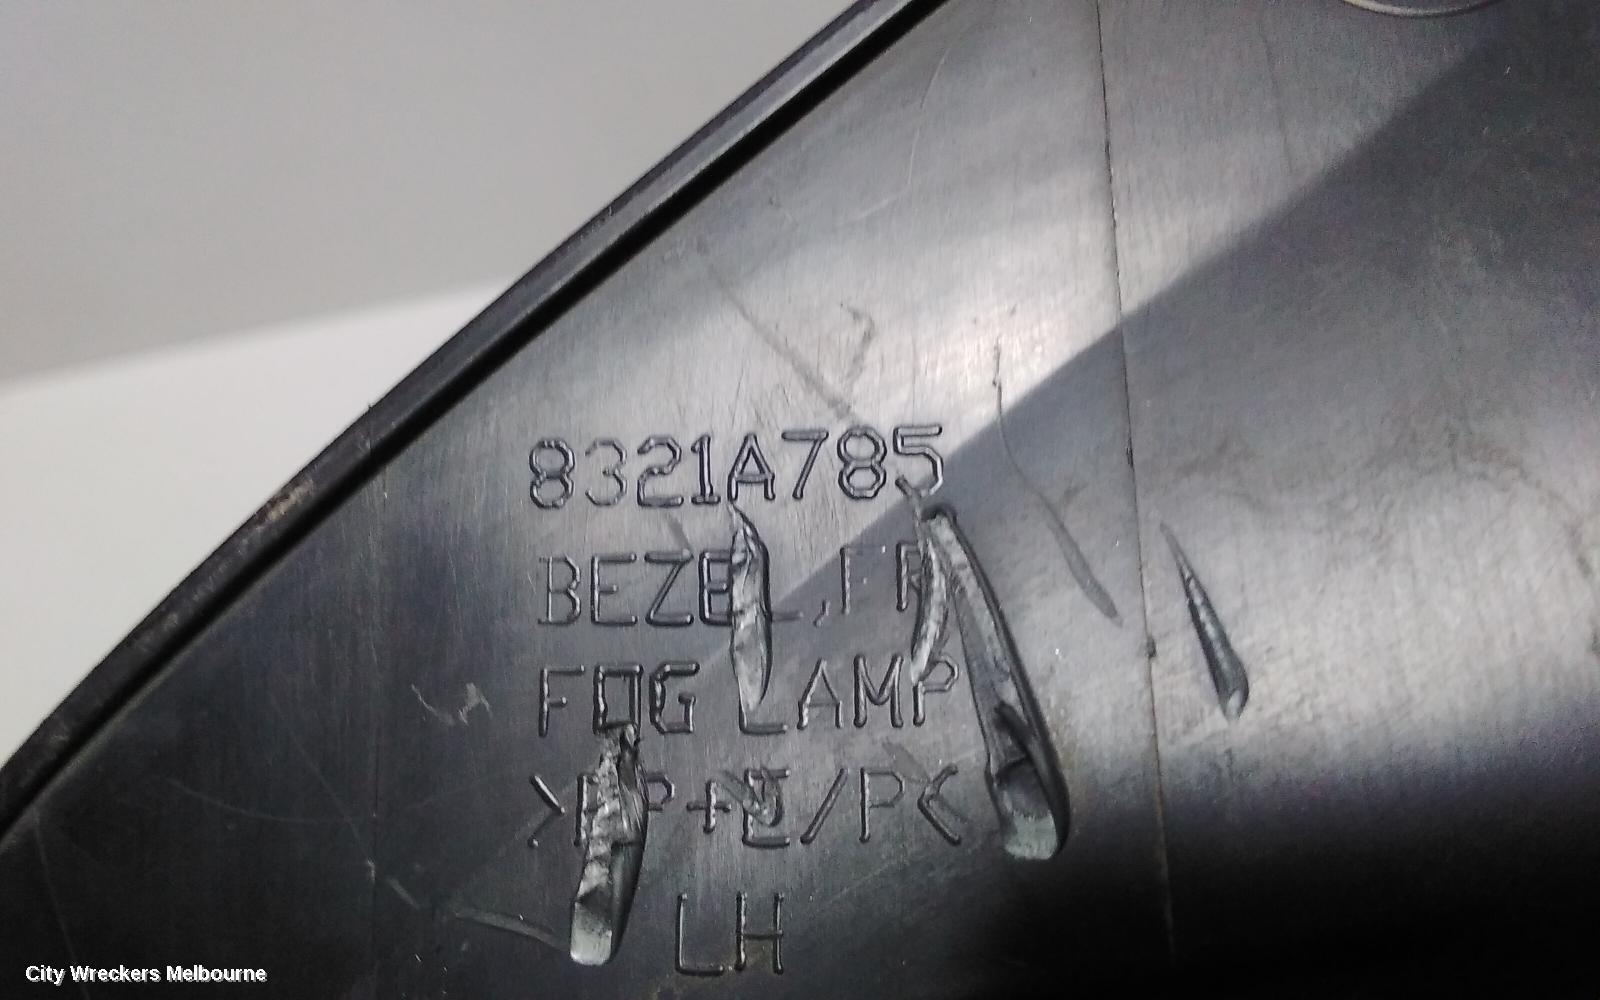 8321A785
BEZEL,FR
FOG LAMP
>PP+E/P<
LH
City Wreckers Melbourne